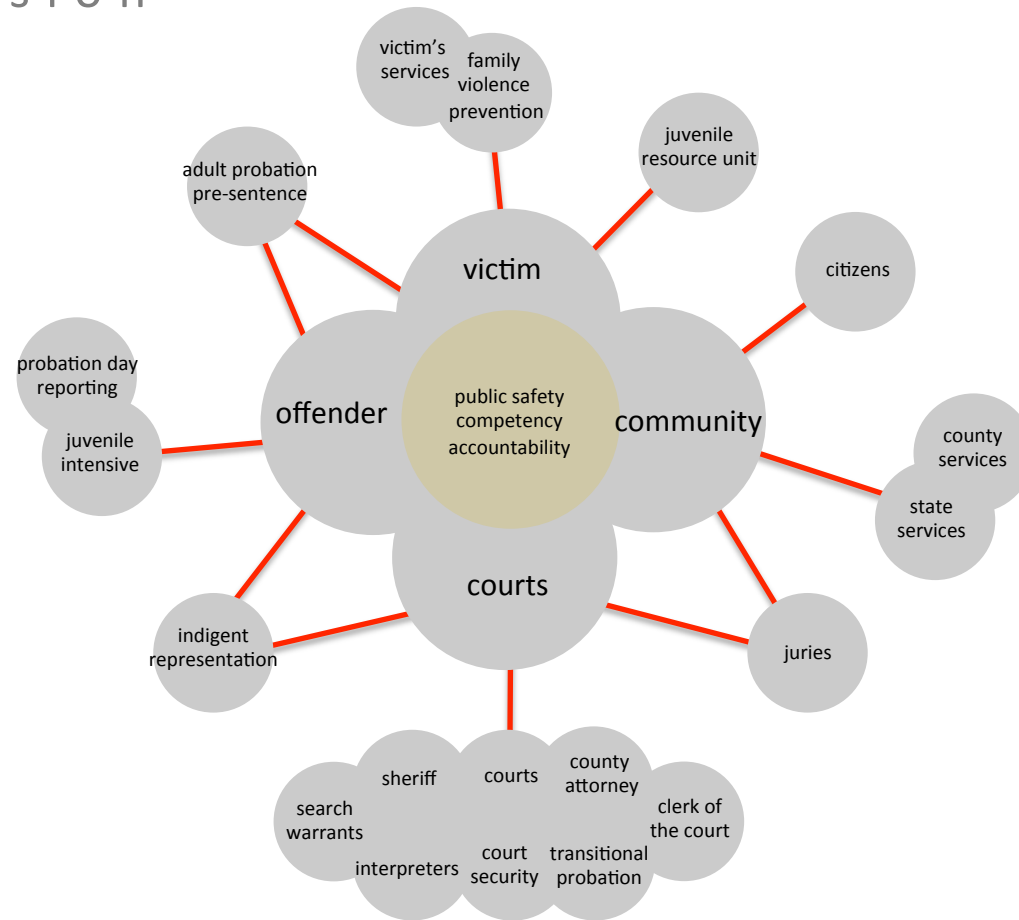 victim's
services
family
violence
prevention
juvenile
resource unit
adult probation
pre-sentence
victim
citizens
probation day
reporting
offender
public safety
competency
accountability
community
juvenile
intensive
county
services
state
services
courts
indigent
representation
juries
sheriff
courts
county
attorney
search
warrants
clerk of
the court
interpreters
court
security
transitional
probation